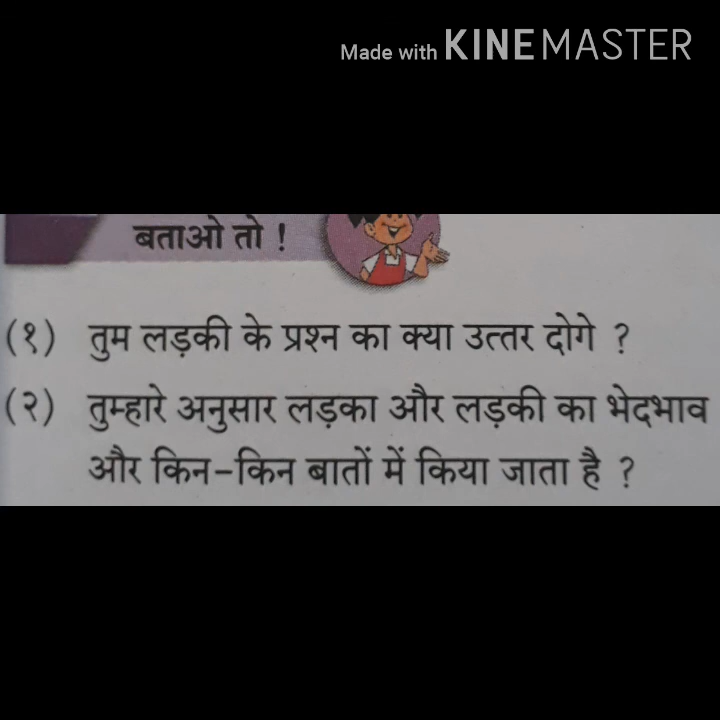 Made with KINEMASTER
बताओ तो !
(१) तुम लड़की के प्रश्न का क्या उत्तर दोगे ?
(२) तुम्हारे अनुसार लड़का और लड़की का भेदभाव
और किन-किन बातों में किया जाता है ?